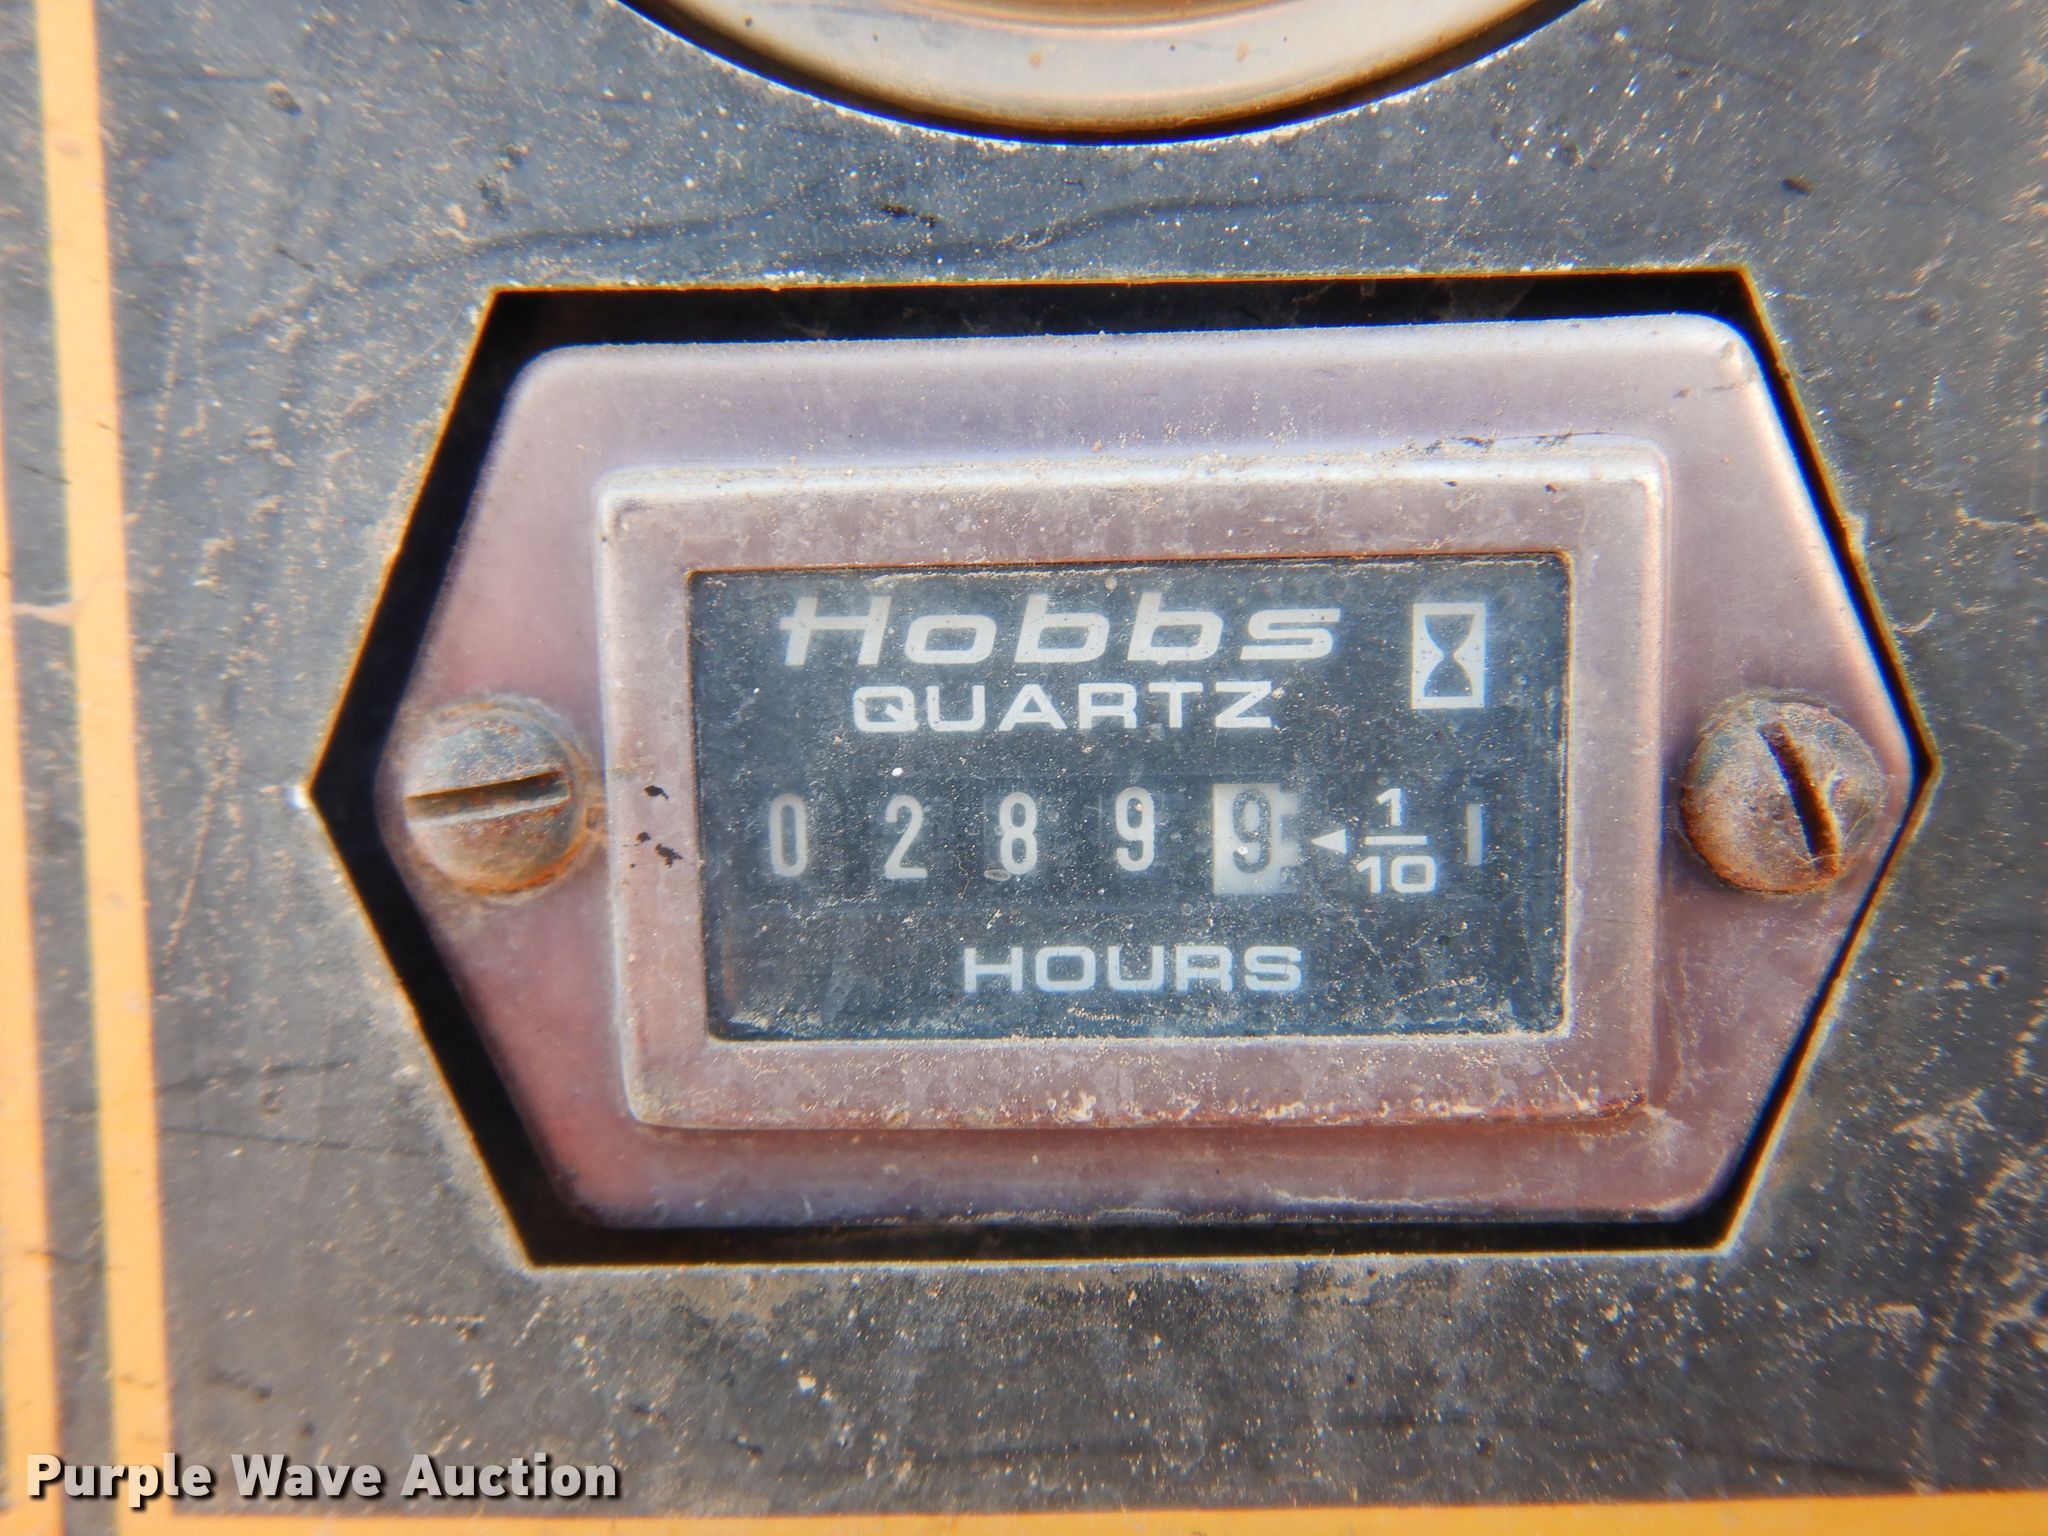 Hobbs
QUARTZ
0 2 8 9 9 ◄ 1/10
HOURS
Purple Wave Auction